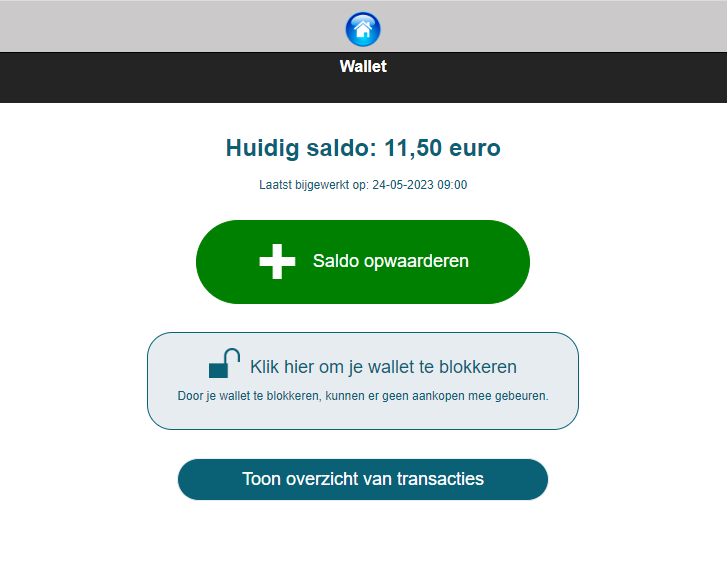 Wallet
Huidig saldo: 11,50 euro
Laatst bijgewerkt op: 24-05-2023 09:00
Saldo opwaarderen
Klik hier om je wallet te blokkeren
Door je wallet te blokkeren, kunnen er geen aankopen mee gebeuren.
Toon overzicht van transacties